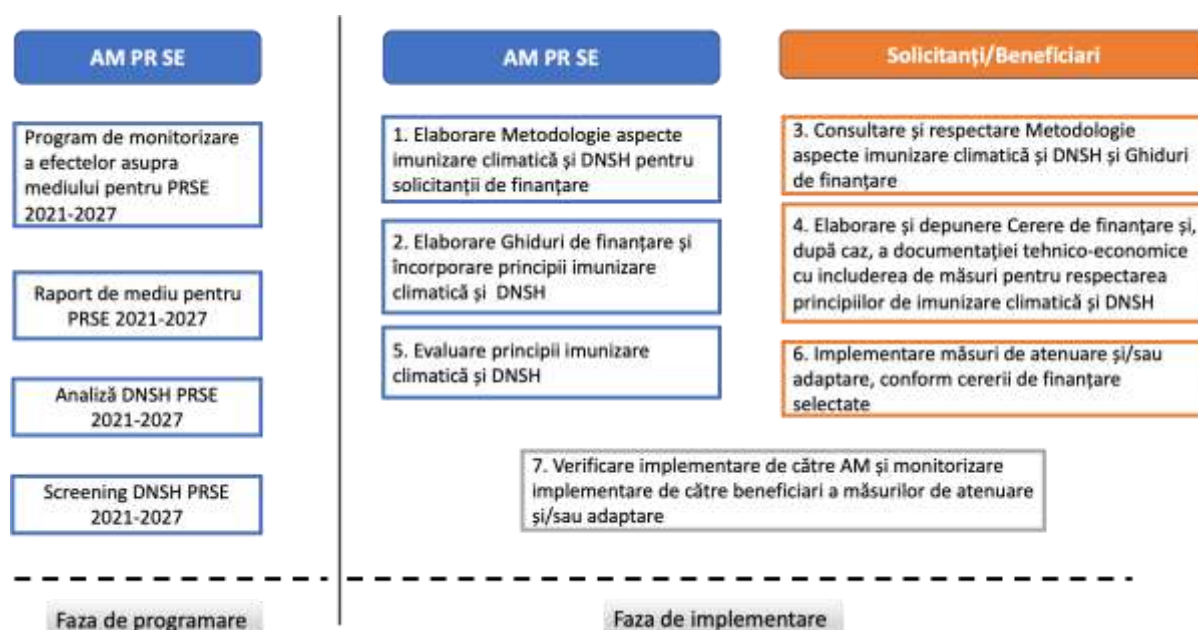 AM PR SE
Program de monitorizare
a efectelor asupra
mediului pentru PRSE
2021-2027
Raport de mediu pentru
PRSE 2021-2027
Analiză DNSH PRSE
2021-2027
Screening DNSH PRSE
2021-2027
Faza de programare
AM PR SE
1. Elaborare Metodologie aspecte
imunizare climatică și DNSH pentru
solicitanții de finanțare
2. Elaborare Ghiduri de finanțare și
încorporare principii imunizare
climatică și DNSH
5. Evaluare principii imunizare
climatică și DNSH
Solicitanți/Beneficiari
3. Consultare și respectare Metodologie
aspecte imunizare climatică și DNSH și Ghiduri
de finanțare
4. Elaborare și depunere Cerere de finanțare și,
după caz, a documentației tehnico-economice
cu includerea de măsuri pentru respectarea
principiilor de imunizare climatică și DNSH
6. Implementare măsuri de atenuare și/sau
adaptare, conform cererii de finanțare
selectate
7. Verificare implementare de către AM și monitorizare
implementare de către beneficiari a măsurilor de atenuare
și/sau adaptare
Faza de implementare